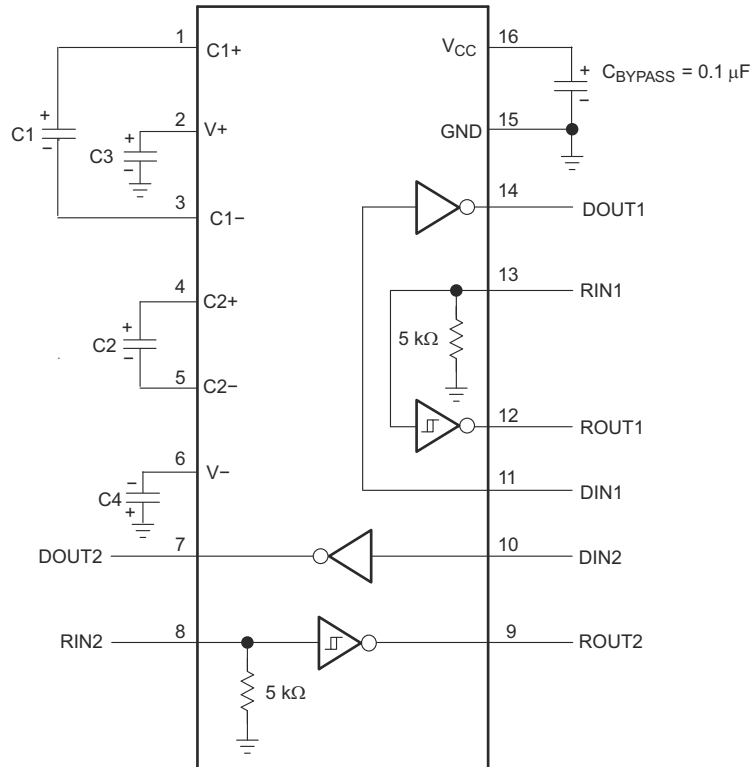 1
C1+
C1
+
−
2
V+
C3
+
−
3
C1−
4
C2+
C2
+
−
5
C2−
6
V−
C4
−
+
DOUT2
7
RIN2
8
5 kΩ
VCC
16
+
−
CBYPASS = 0.1 μF
GND
15
14
DOUT1
13
RIN1
5 kΩ
12
ROUT1
11
DIN1
10
DIN2
9
ROUT2